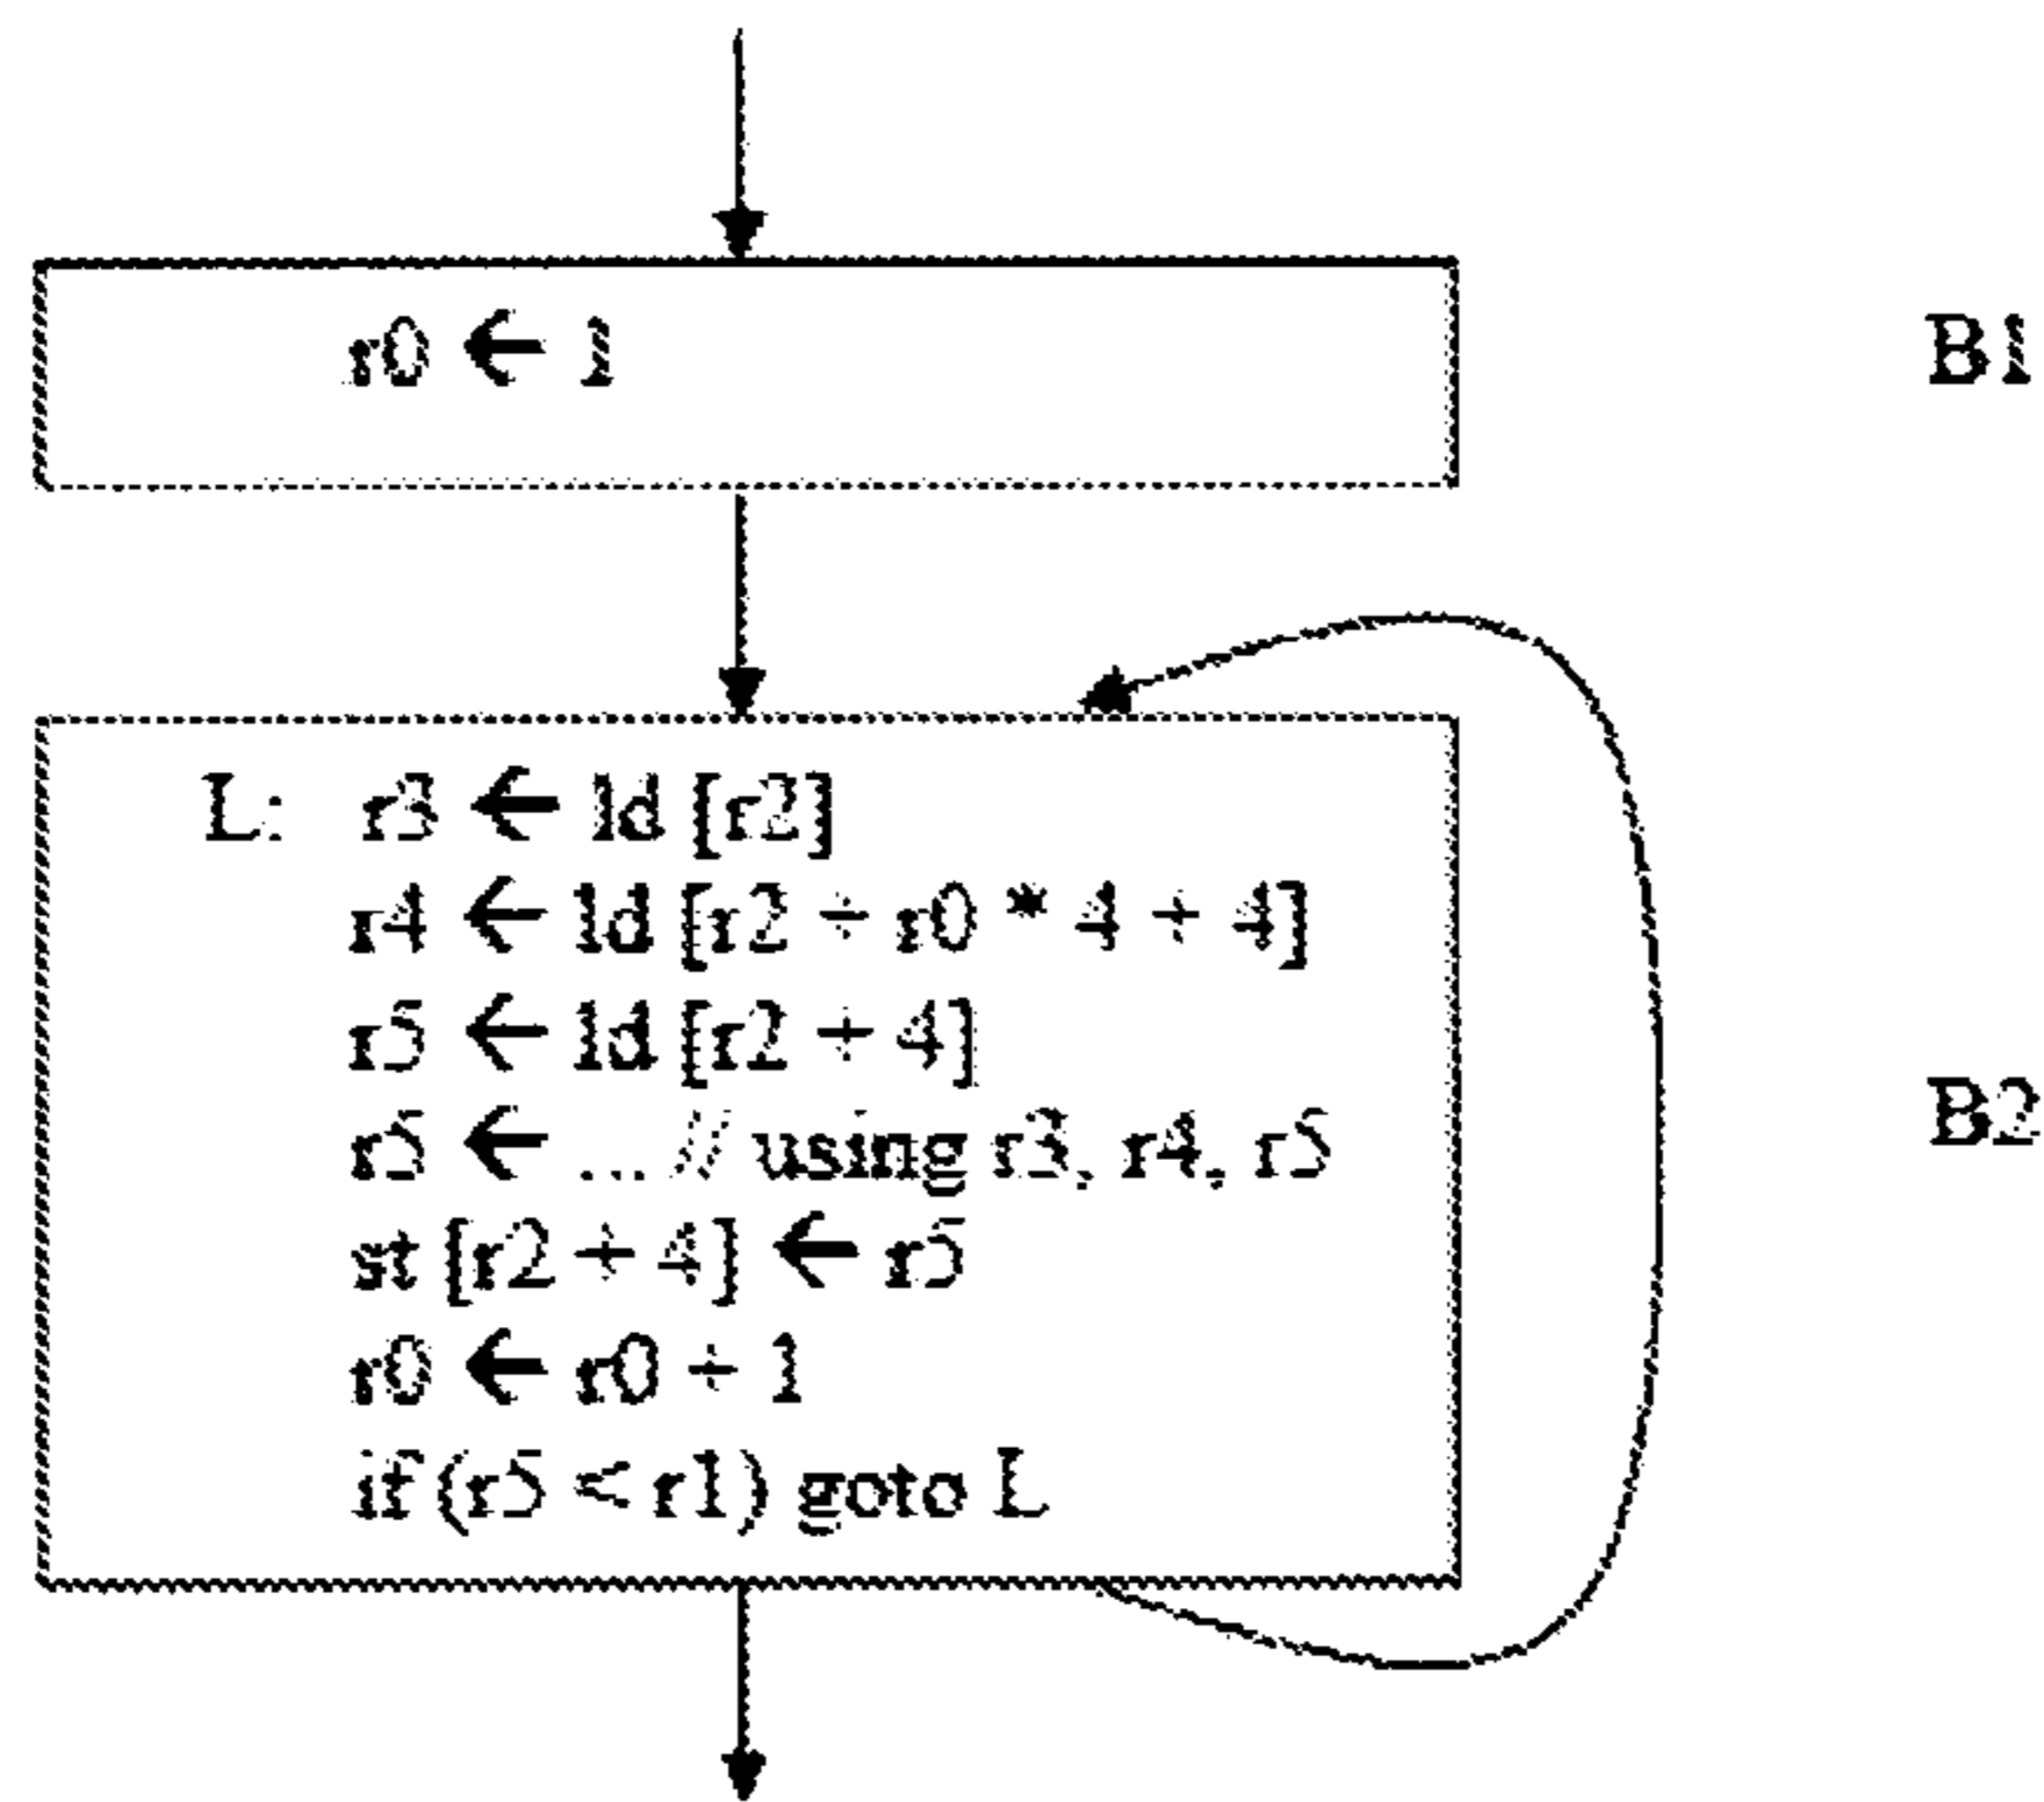 r0 ← 1
B1
L: r3 ← ld [r2]
r4 ← ld [r2 + r0 * 4 + 4]
r5 ← ld [r2 + 4]
r5 ← ... // using r3, r4, r5
st [r2 + 4] ← r5
r0 ← r0 + 1
if (r5 < r1) goto L
B2